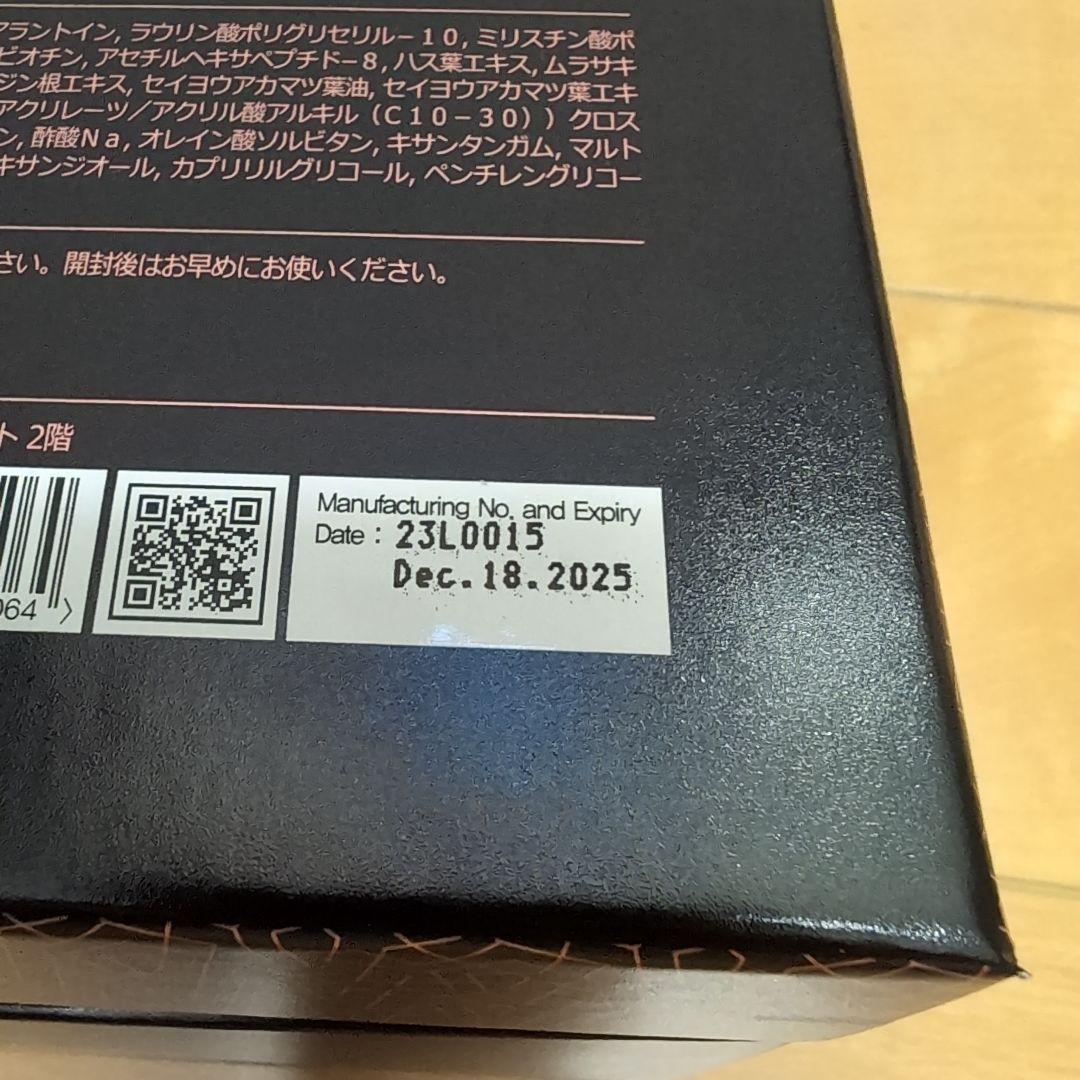 アラントイン, ラウリン酸ポリグリセリル－１０, ミリスチン酸ポ
ビオチン, アセチルヘキサペプチド－８, ハス葉エキス, ムラサキ
ジン根エキス, セイヨウアカマツ葉油, セイヨウアカマツ葉エキ
アクリレーツ／アクリル酸アルキル（Ｃ１０－３０））クロス
ン, 酢酸Ｎａ, オレイン酸ソルビタン, キサンタンガム, マルト
キサンジオール, カプリリルグリコール, ペンチレングリコー
さい。開封後はお早めにお使いください。
ト 2階
064 〉
Manufacturing No. and Expiry
Date : 23L0015
Dec.18.2025